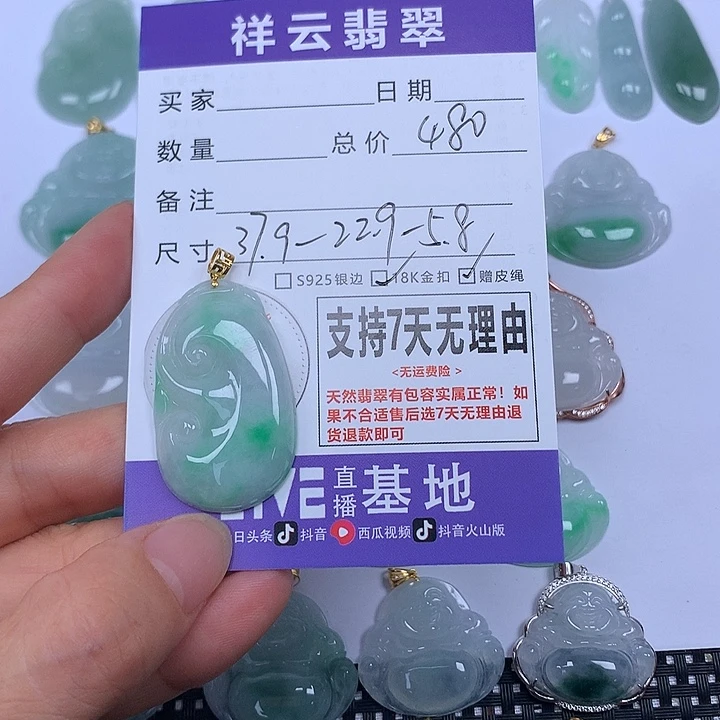 祥云翡翠
买家 日期
数量 总价 480
备注
尺寸 37.9-22.9-5.8
S925银边 18K金扣 赠皮绳
支持7天无理由
<无运费险>
天然翡翠有包容实属正常!如
果不合适售后选7天无理由退
货退款即可
LIVE 直播 基地
日头条 抖音 西瓜视频 抖音火山版